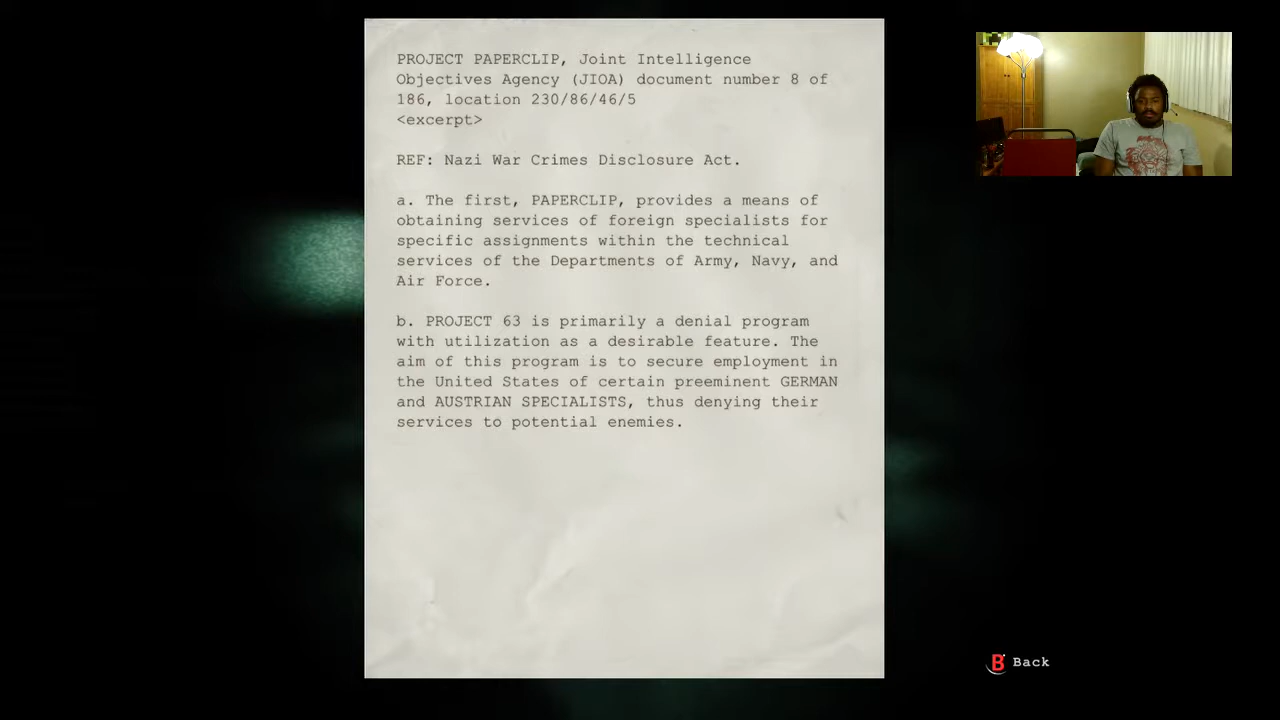 PROJECT PAPERCLIP, Joint Intelligence
Objectives Agency (JIOA) document number 8 of
186, location 230/86/46/5
<excerpt>
REF: Nazi War Crimes Disclosure Act.
a. The first, PAPERCLIP, provides a means of
obtaining services of foreign specialists for
specific assignments within the technical
services of the Departments of Army, Navy, and
Air Force.
b. PROJECT 63 is primarily a denial program
with utilization as a desirable feature. The
aim of this program is to secure employment in
the United States of certain preeminent GERMAN
and AUSTRIAN SPECIALISTS, thus denying their
services to potential enemies.
B Back